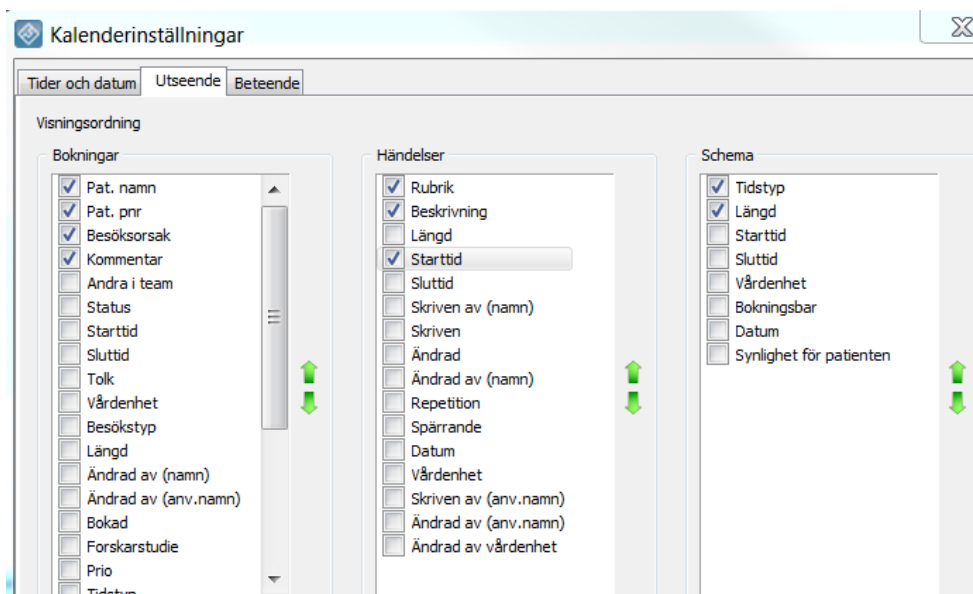 Kalenderinställningar
Tider och datum Utseende Beteende
Visningsordning
Bokningar
Pat. namn
Pat. pnr
Besöksorsak
Kommentar
Andra i team
Status
Starttid
Sluttid
Tolk
Vårdenhet
Besökstyp
Längd
Ändrad av (namn)
Ändrad av (anv.namn)
Bokad
Forskarstudie
Prio
Tidstyp
Händelser
Rubrik
Beskrivning
Längd
Starttid
Sluttid
Skriven av (namn)
Skriven
Ändrad
Ändrad av (namn)
Repetition
Spärrande
Datum
Vårdenhet
Skriven av (anv.namn)
Ändrad av (anv.namn)
Ändrad av vårdenhet
Schema
Tidstyp
Längd
Starttid
Sluttid
Vårdenhet
Bokningsbar
Datum
Synlighet för patienten